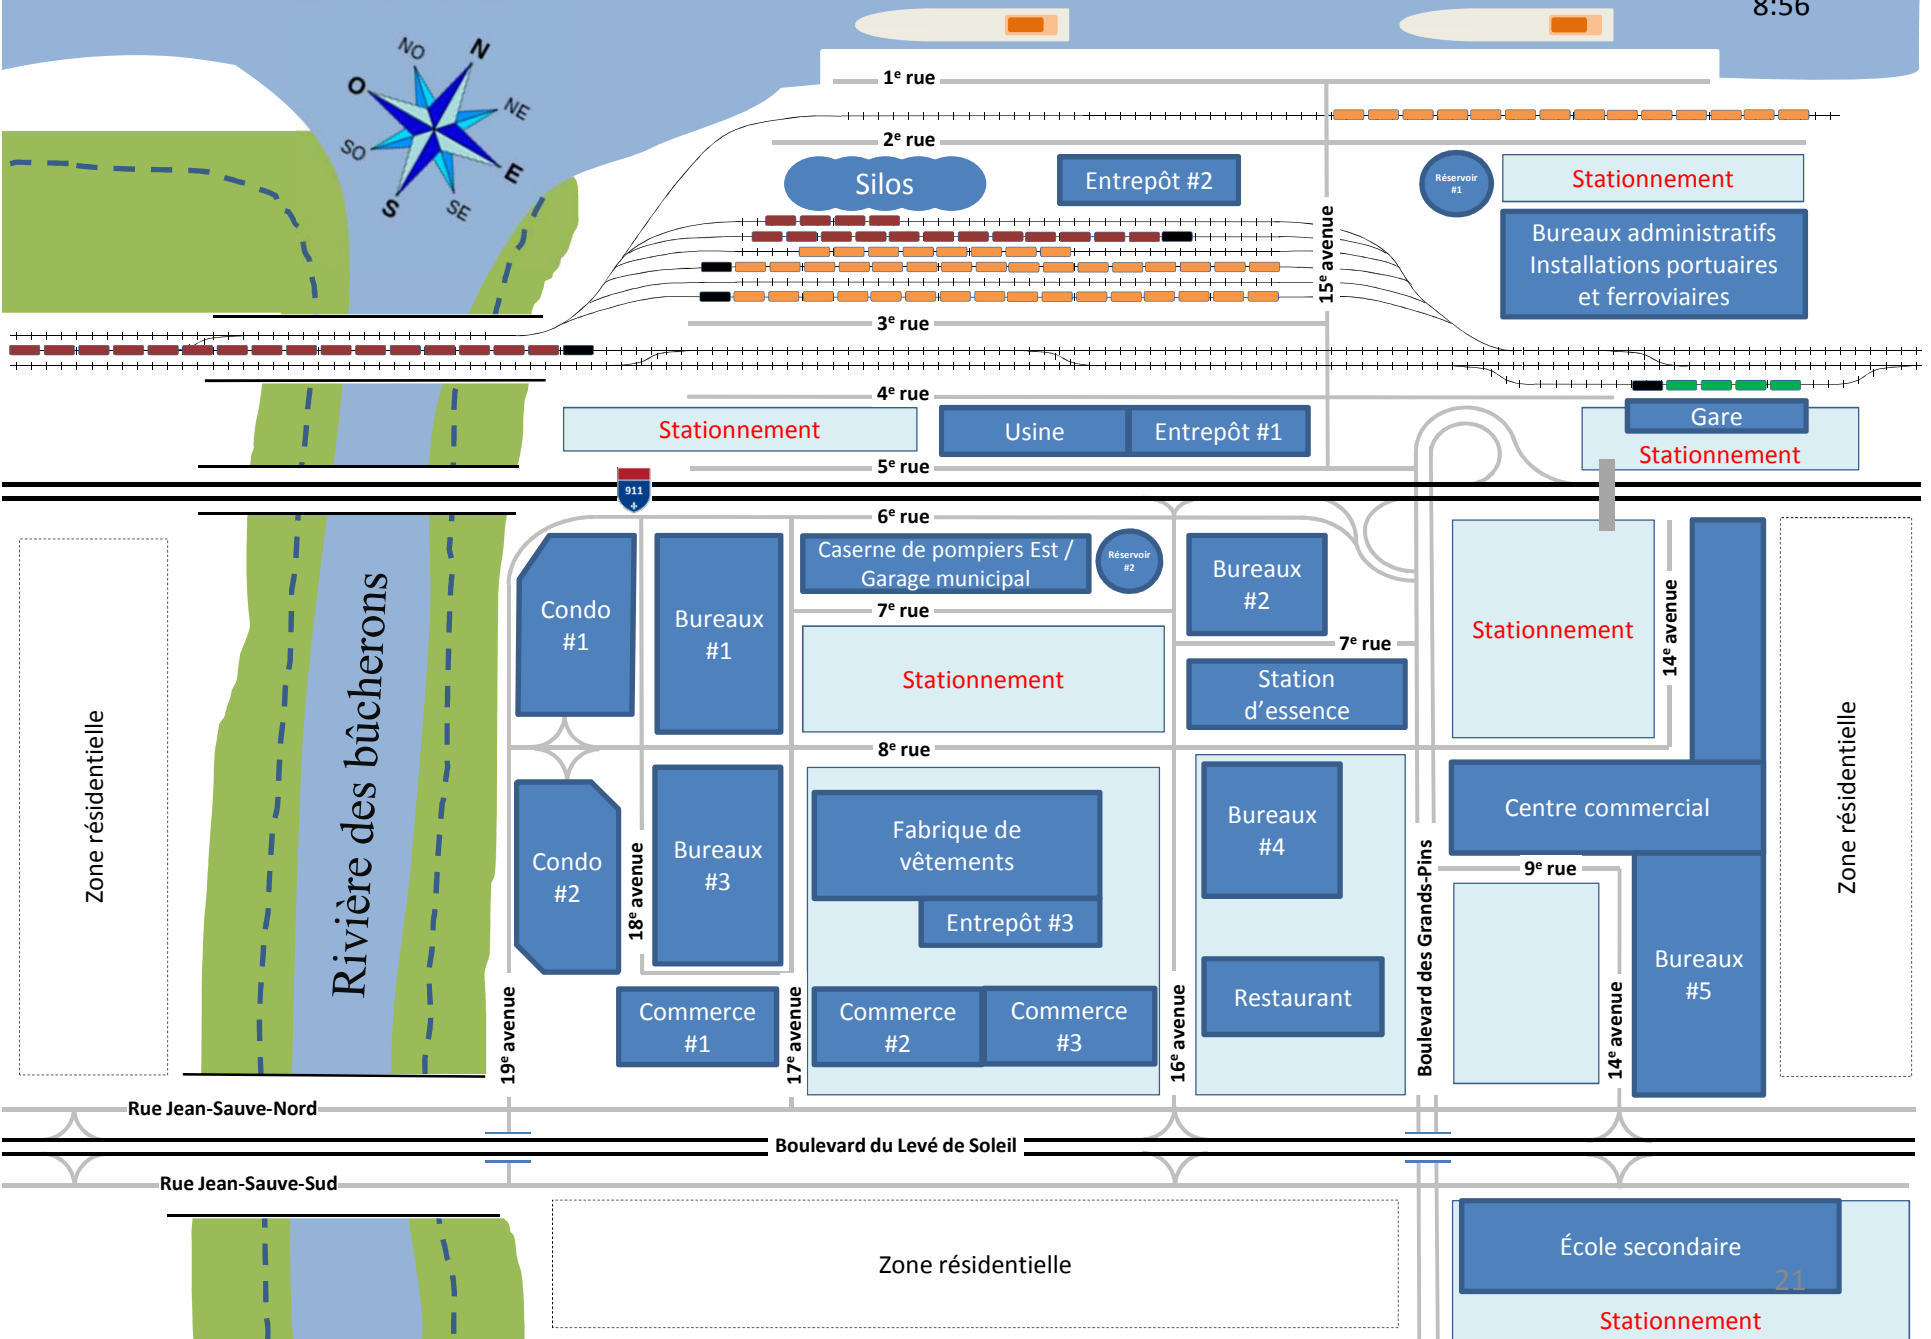 8:56
NO
N
O
NE
SO
E
S
SE
1e rue
2e rue
Silos
Entrepôt #2
Réservoir
#1
Stationnement
Bureaux administratifs
Installations portuaires
et ferroviaires
15e avenue
3e rue
4e rue
Stationnement
Usine
Entrepôt #1
Gare
Stationnement
5e rue
911
6e rue
Condo
#1
Bureaux
#1
Caserne de pompiers Est /
Garage municipal
Réservoir
#2
Bureaux
#2
7e rue
7e rue
Stationnement
Station
d'essence
Stationnement
14e avenue
Zone résidentielle
Rivière des bûcherons
Zone résidentielle
8e rue
Condo
#2
18e avenue
Bureaux
#3
Fabrique de
vêtements
Entrepôt #3
Bureaux
#4
Centre commercial
9e rue
Boulevard des Grands-Pins
Bureaux
#5
Restaurant
Commerce
#1
Commerce
#2
Commerce
#3
19e avenue
17e avenue
16e avenue
14e avenue
Rue Jean-Sauve-Nord
Boulevard du Levé de Soleil
Rue Jean-Sauve-Sud
Zone résidentielle
École secondaire
21
Stationnement